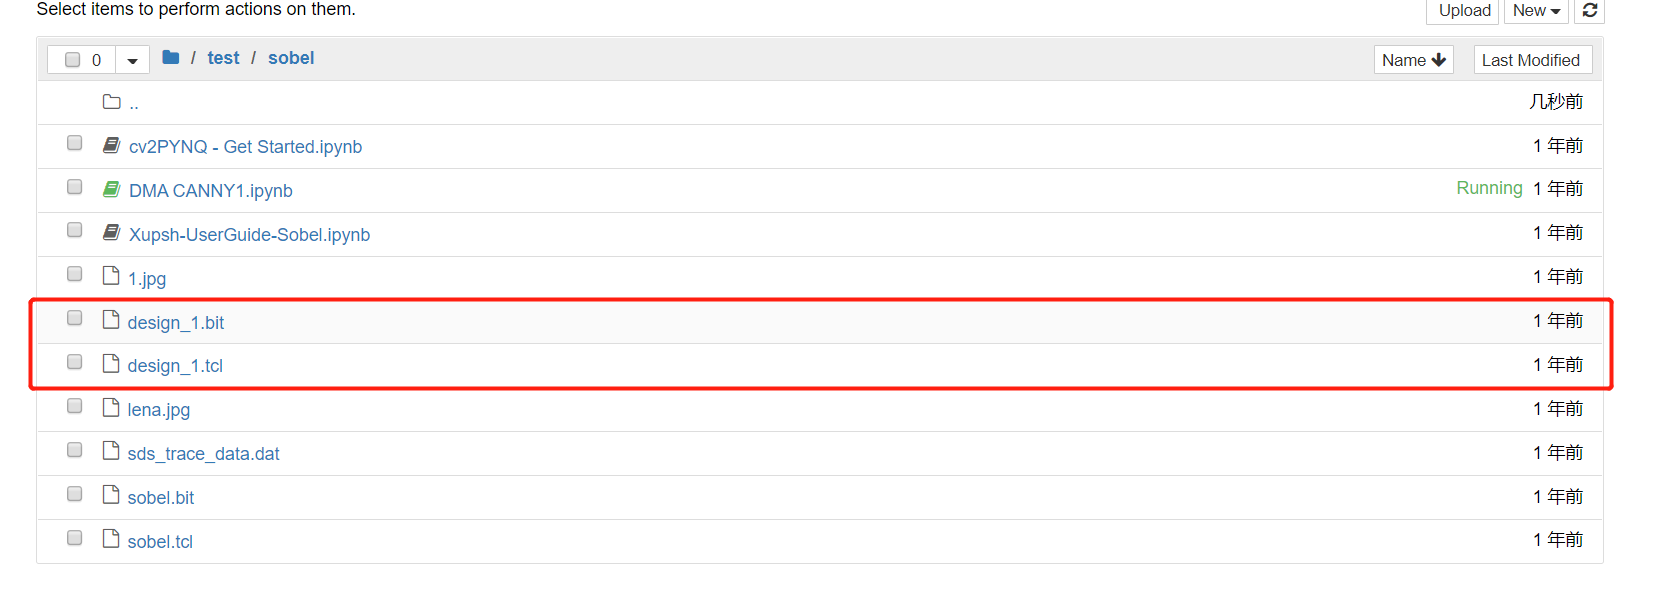 Select items to perform actions on them.
Upload New
0 / test / sobel Name Last Modified
.. 几秒前
cv2PYNQ - Get Started.ipynb 1 年前
DMA CANNY1.ipynb Running 1 年前
Xupsh-UserGuide-Sobel.ipynb 1 年前
1.jpg 1 年前
design_1.bit 1 年前
design_1.tcl 1 年前
lena.jpg 1 年前
sds_trace_data.dat 1 年前
sobel.bit 1 年前
sobel.tcl 1 年前